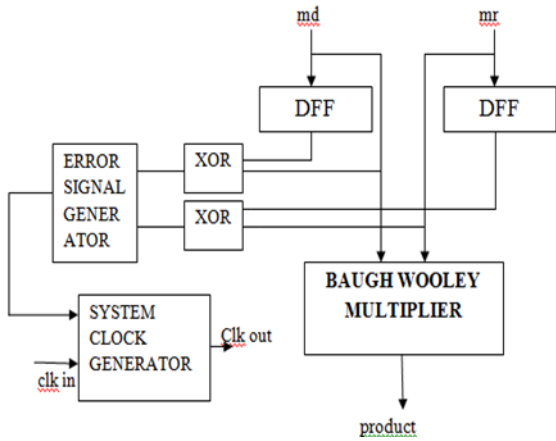 md
mr
DFF
DFF
ERROR
SIGNAL
GENER
ATOR
XOR
XOR
BAUGH WOOLEY
MULTIPLIER
SYSTEM
CLOCK
GENERATOR
Clk out
clk in
product